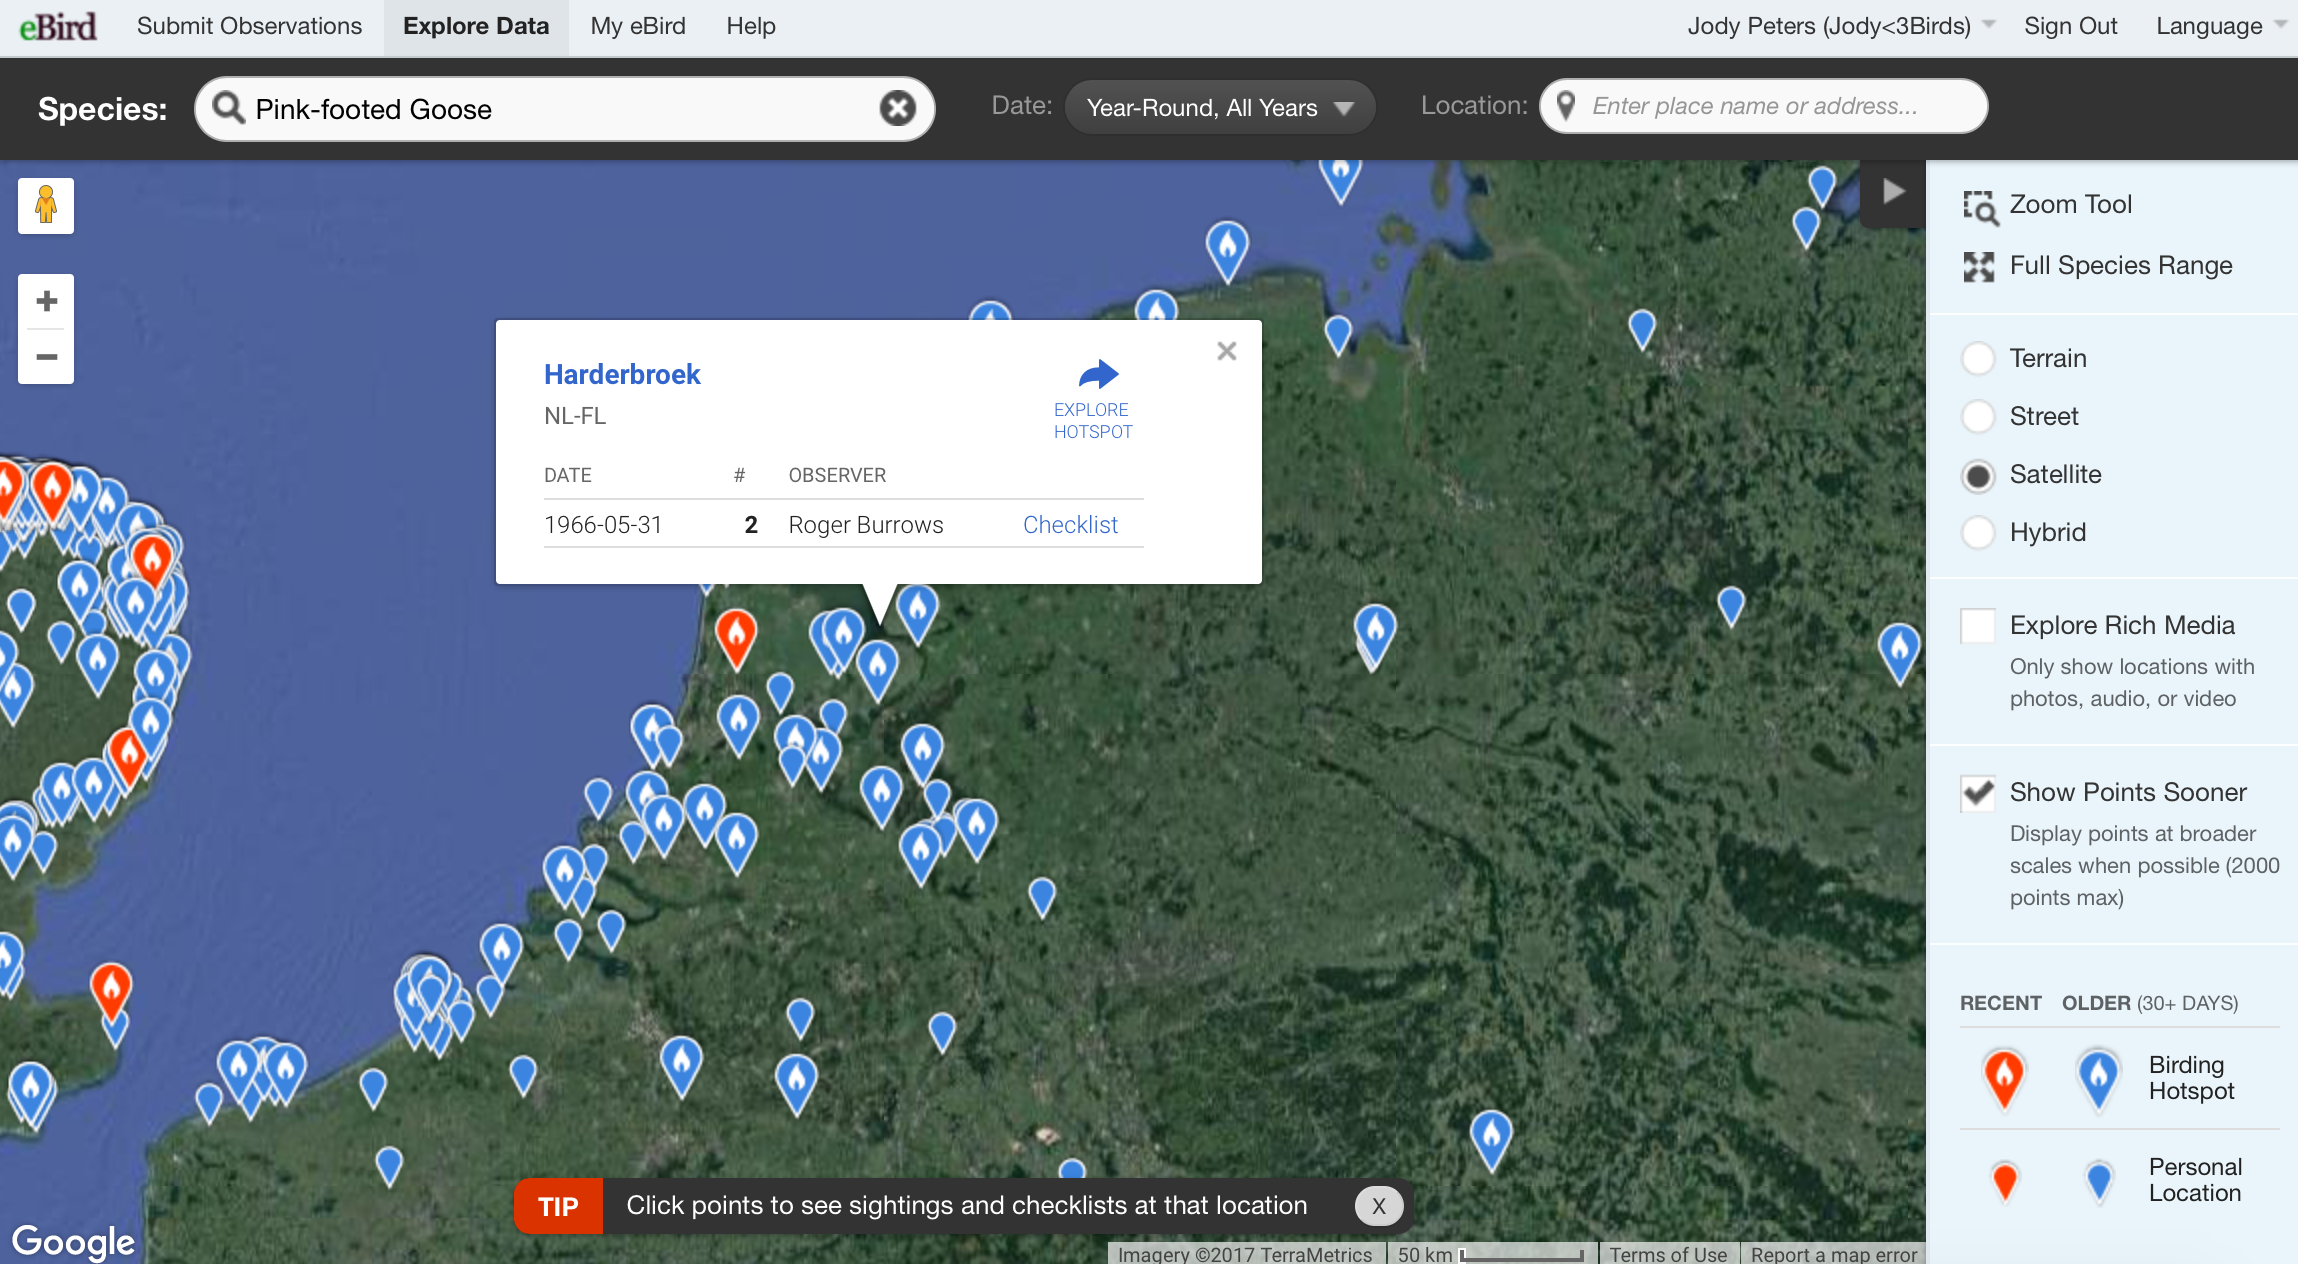 eBird Submit Observations Explore Data My eBird Help Jody Peters (Jody<3Birds) Sign Out Language
Species: Pink-footed Goose Date: Year-Round, All Years Location: Enter place name or address...
Zoom Tool
Full Species Range
Terrain
Street
Satellite
Hybrid
Explore Rich Media
Only show locations with
photos, audio, or video
Show Points Sooner
Display points at broader
scales when possible (2000
points max)
RECENT OLDER (30+ DAYS)
Birding
Hotspot
Personal
Location
Harderbroek
NL-FL
EXPLORE
HOTSPOT
DATE # OBSERVER
1966-05-31 2 Roger Burrows Checklist
TIP Click points to see sightings and checklists at that location X
Google
Imagery ©2017 TerraMetrics 50 km Terms of Use Report a map error